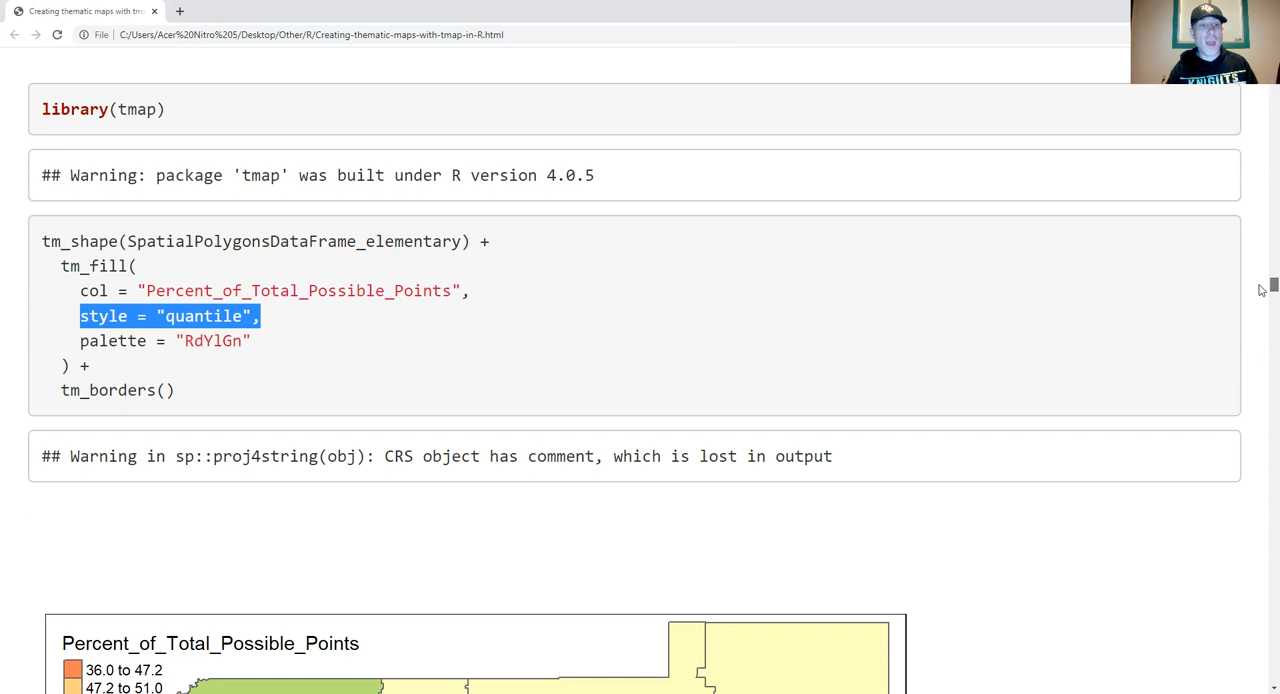 Creating thematic maps with tma
File
C:/Users/Acer%20Nitro%205/Desktop/Other/R/Creating-thematic-maps-with-tmap-in-R.html
KNIGHTS
library(tmap)
## Warning: package 'tmap' was built under R version 4.0.5
tm_shape(SpatialPolygonsDataFrame_elementary) +
tm_fill(
col = "Percent_of_Total_Possible_Points",
style = "quantile",
palette = "RdYlGn"
) +
tm_borders()
## Warning in sp::proj4string(obj): CRS object has comment, which is lost in output
Percent_of_Total_Possible_Points
36.0 to 47.2
47.2 to 51.0